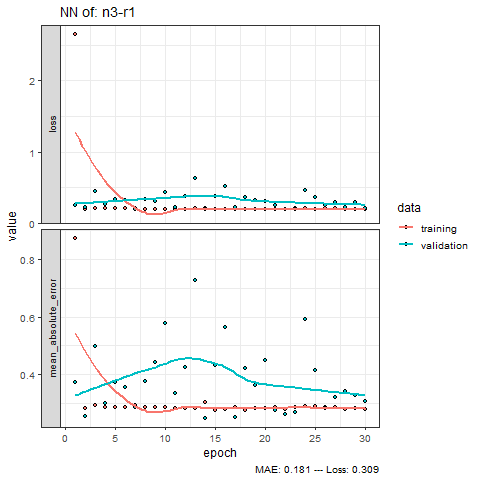 NN of: n3-r1
value
loss
2
1
0
mean_absolute_error
0.8
0.6
0.4
0
5
10
15
20
25
30
epoch
data
training
validation
MAE: 0.181 --- Loss: 0.309